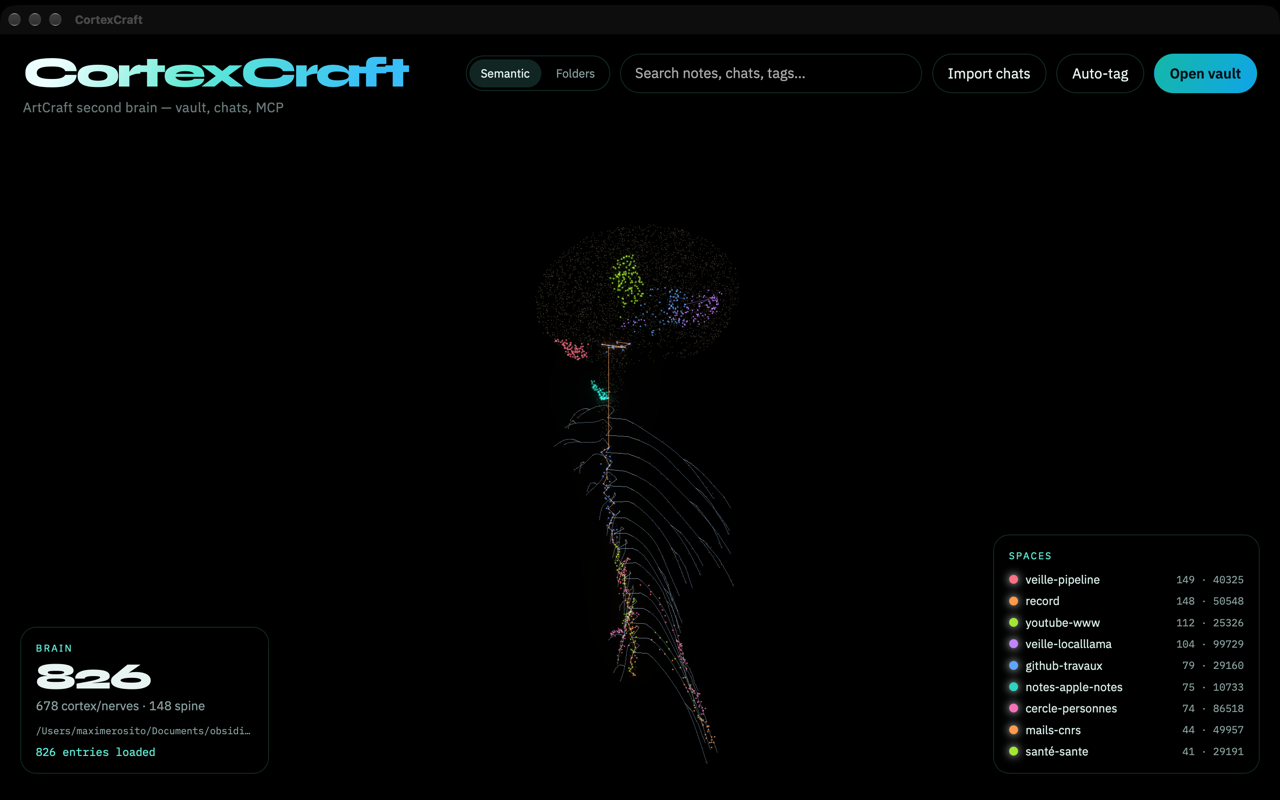 CortexCraft
CortexCraft
ArtCraft second brain — vault, chats, MCP
Semantic
Folders
Search notes, chats, tags...
Import chats
Auto-tag
Open vault
BRAIN
826
678 cortex/nerves · 148 spine
/Users/maximerosito/Documents/obsidi…
826 entries loaded
SPACES
veille-pipeline 149 · 40325
record 148 · 50548
youtube-www 112 · 25326
veille-localllama 104 · 99729
github-travaux 79 · 29160
notes-apple-notes 75 · 10733
cercle-personnes 74 · 86518
mails-cnrs 44 · 49957
santé-sante 41 · 29191